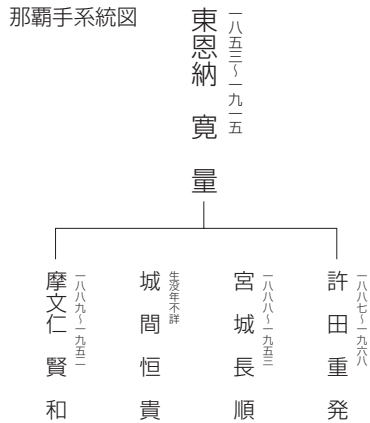 那覇手系統図
東恩納 寛量
一八五三〜一九一五
許田重発
一八八七〜一九六八
宮城長順
一八八八〜一九五三
城間恒貴
生没年不詳
摩文仁賢和
一八八九〜一九五二